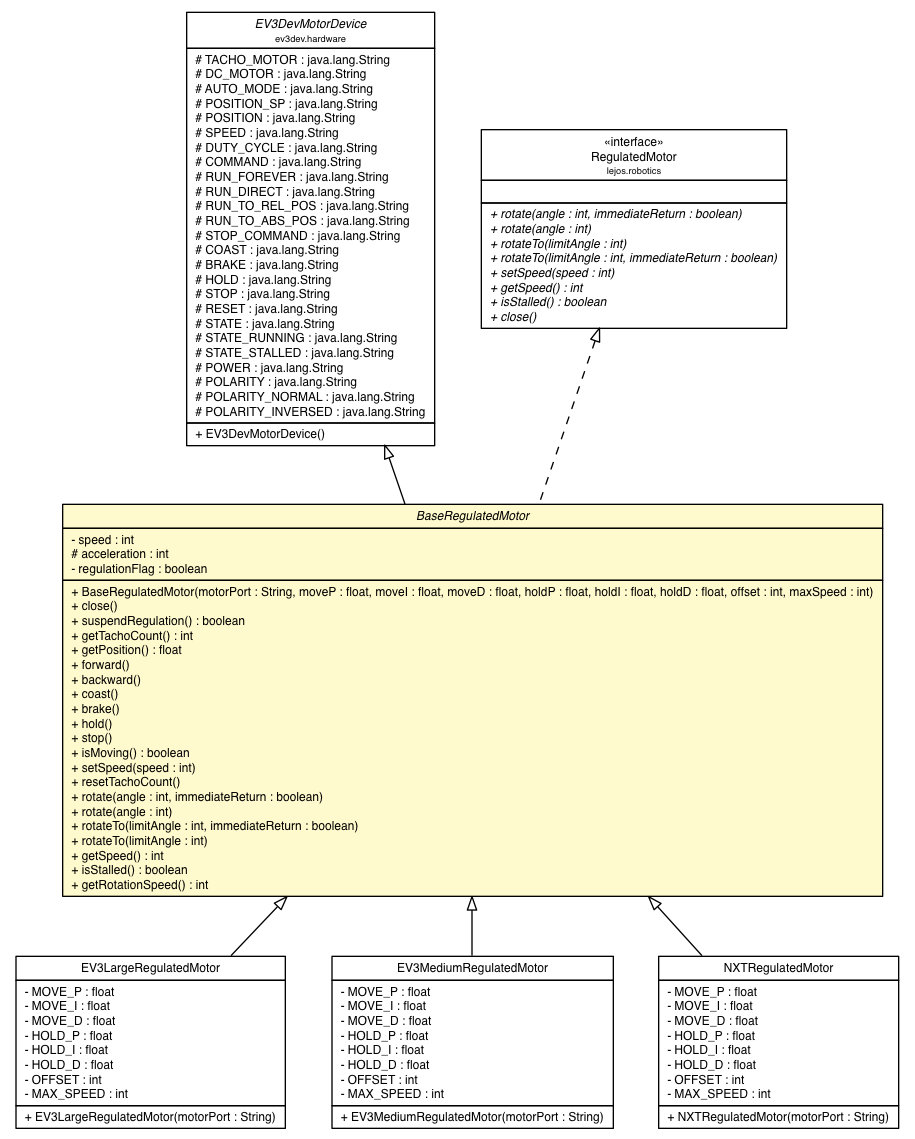 EV3DevMotorDevice
ev3dev.hardware
# TACHO_MOTOR : java.lang.String
# DC_MOTOR : java.lang.String
# AUTO_MODE : java.lang.String
# POSITION_SP : java.lang.String
# POSITION : java.lang.String
# SPEED : java.lang.String
# DUTY_CYCLE : java.lang.String
# COMMAND : java.lang.String
# RUN_FOREVER : java.lang.String
# RUN_DIRECT : java.lang.String
# RUN_TO_REL_POS : java.lang.String
# RUN_TO_ABS_POS : java.lang.String
# STOP_COMMAND : java.lang.String
# COAST : java.lang.String
# BRAKE : java.lang.String
# HOLD : java.lang.String
# STOP : java.lang.String
# RESET : java.lang.String
# STATE : java.lang.String
# STATE_RUNNING : java.lang.String
# STATE_STALLED : java.lang.String
# POWER : java.lang.String
# POLARITY : java.lang.String
# POLARITY_NORMAL : java.lang.String
# POLARITY_INVERSED : java.lang.String
+ EV3DevMotorDevice()
«interface»
RegulatedMotor
lejos.robotics
+ rotate(angle : int, immediateReturn : boolean)
+ rotate(angle : int)
+ rotateTo(limitAngle : int)
+ rotateTo(limitAngle : int, immediateReturn : boolean)
+ setSpeed(speed : int)
+ getSpeed() : int
+ isStalled() : boolean
+ close()
BaseRegulatedMotor
- speed : int
# acceleration : int
- regulationFlag : boolean
+ BaseRegulatedMotor(motorPort : String, moveP : float, moveI : float, moveD : float, holdP : float, holdI : float, holdD : float, offset : int, maxSpeed : int)
+ close()
+ suspendRegulation() : boolean
+ getTachoCount() : int
+ getPosition() : float
+ forward()
+ backward()
+ coast()
+ brake()
+ hold()
+ stop()
+ isMoving() : boolean
+ setSpeed(speed : int)
+ resetTachoCount()
+ rotate(angle : int, immediateReturn : boolean)
+ rotate(angle : int)
+ rotateTo(limitAngle : int, immediateReturn : boolean)
+ rotateTo(limitAngle : int)
+ getSpeed() : int
+ isStalled() : boolean
+ getRotationSpeed() : int
EV3LargeRegulatedMotor
- MOVE_P : float
- MOVE_I : float
- MOVE_D : float
- HOLD_P : float
- HOLD_I : float
- HOLD_D : float
- OFFSET : int
- MAX_SPEED : int
+ EV3LargeRegulatedMotor(motorPort : String)
EV3MediumRegulatedMotor
- MOVE_P : float
- MOVE_I : float
- MOVE_D : float
- HOLD_P : float
- HOLD_I : float
- HOLD_D : float
- OFFSET : int
- MAX_SPEED : int
+ EV3MediumRegulatedMotor(motorPort : String)
NXTRegulatedMotor
- MOVE_P : float
- MOVE_I : float
- MOVE_D : float
- HOLD_P : float
- HOLD_I : float
- HOLD_D : float
- OFFSET : int
- MAX_SPEED : int
+ NXTRegulatedMotor(motorPort : String)